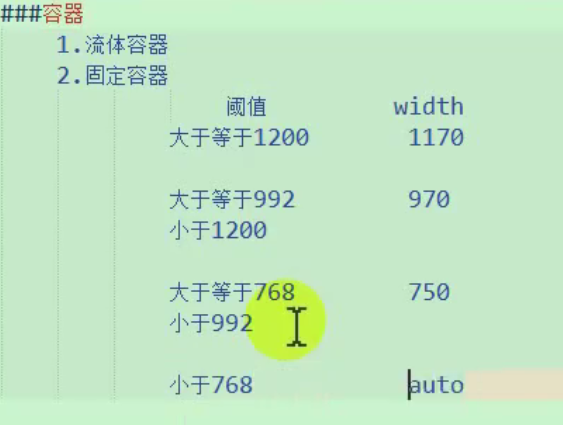 ###容器
1.流体容器
2.固定容器
阈值 width
大于等于1200 1170
大于等于992 970
小于1200
大于等于768 750
小于992
小于768 auto